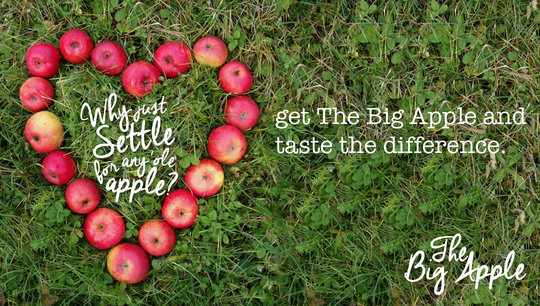 Why just
Settle
for any ole
apple?
get The Big Apple and
taste the difference.
The
Big Apple